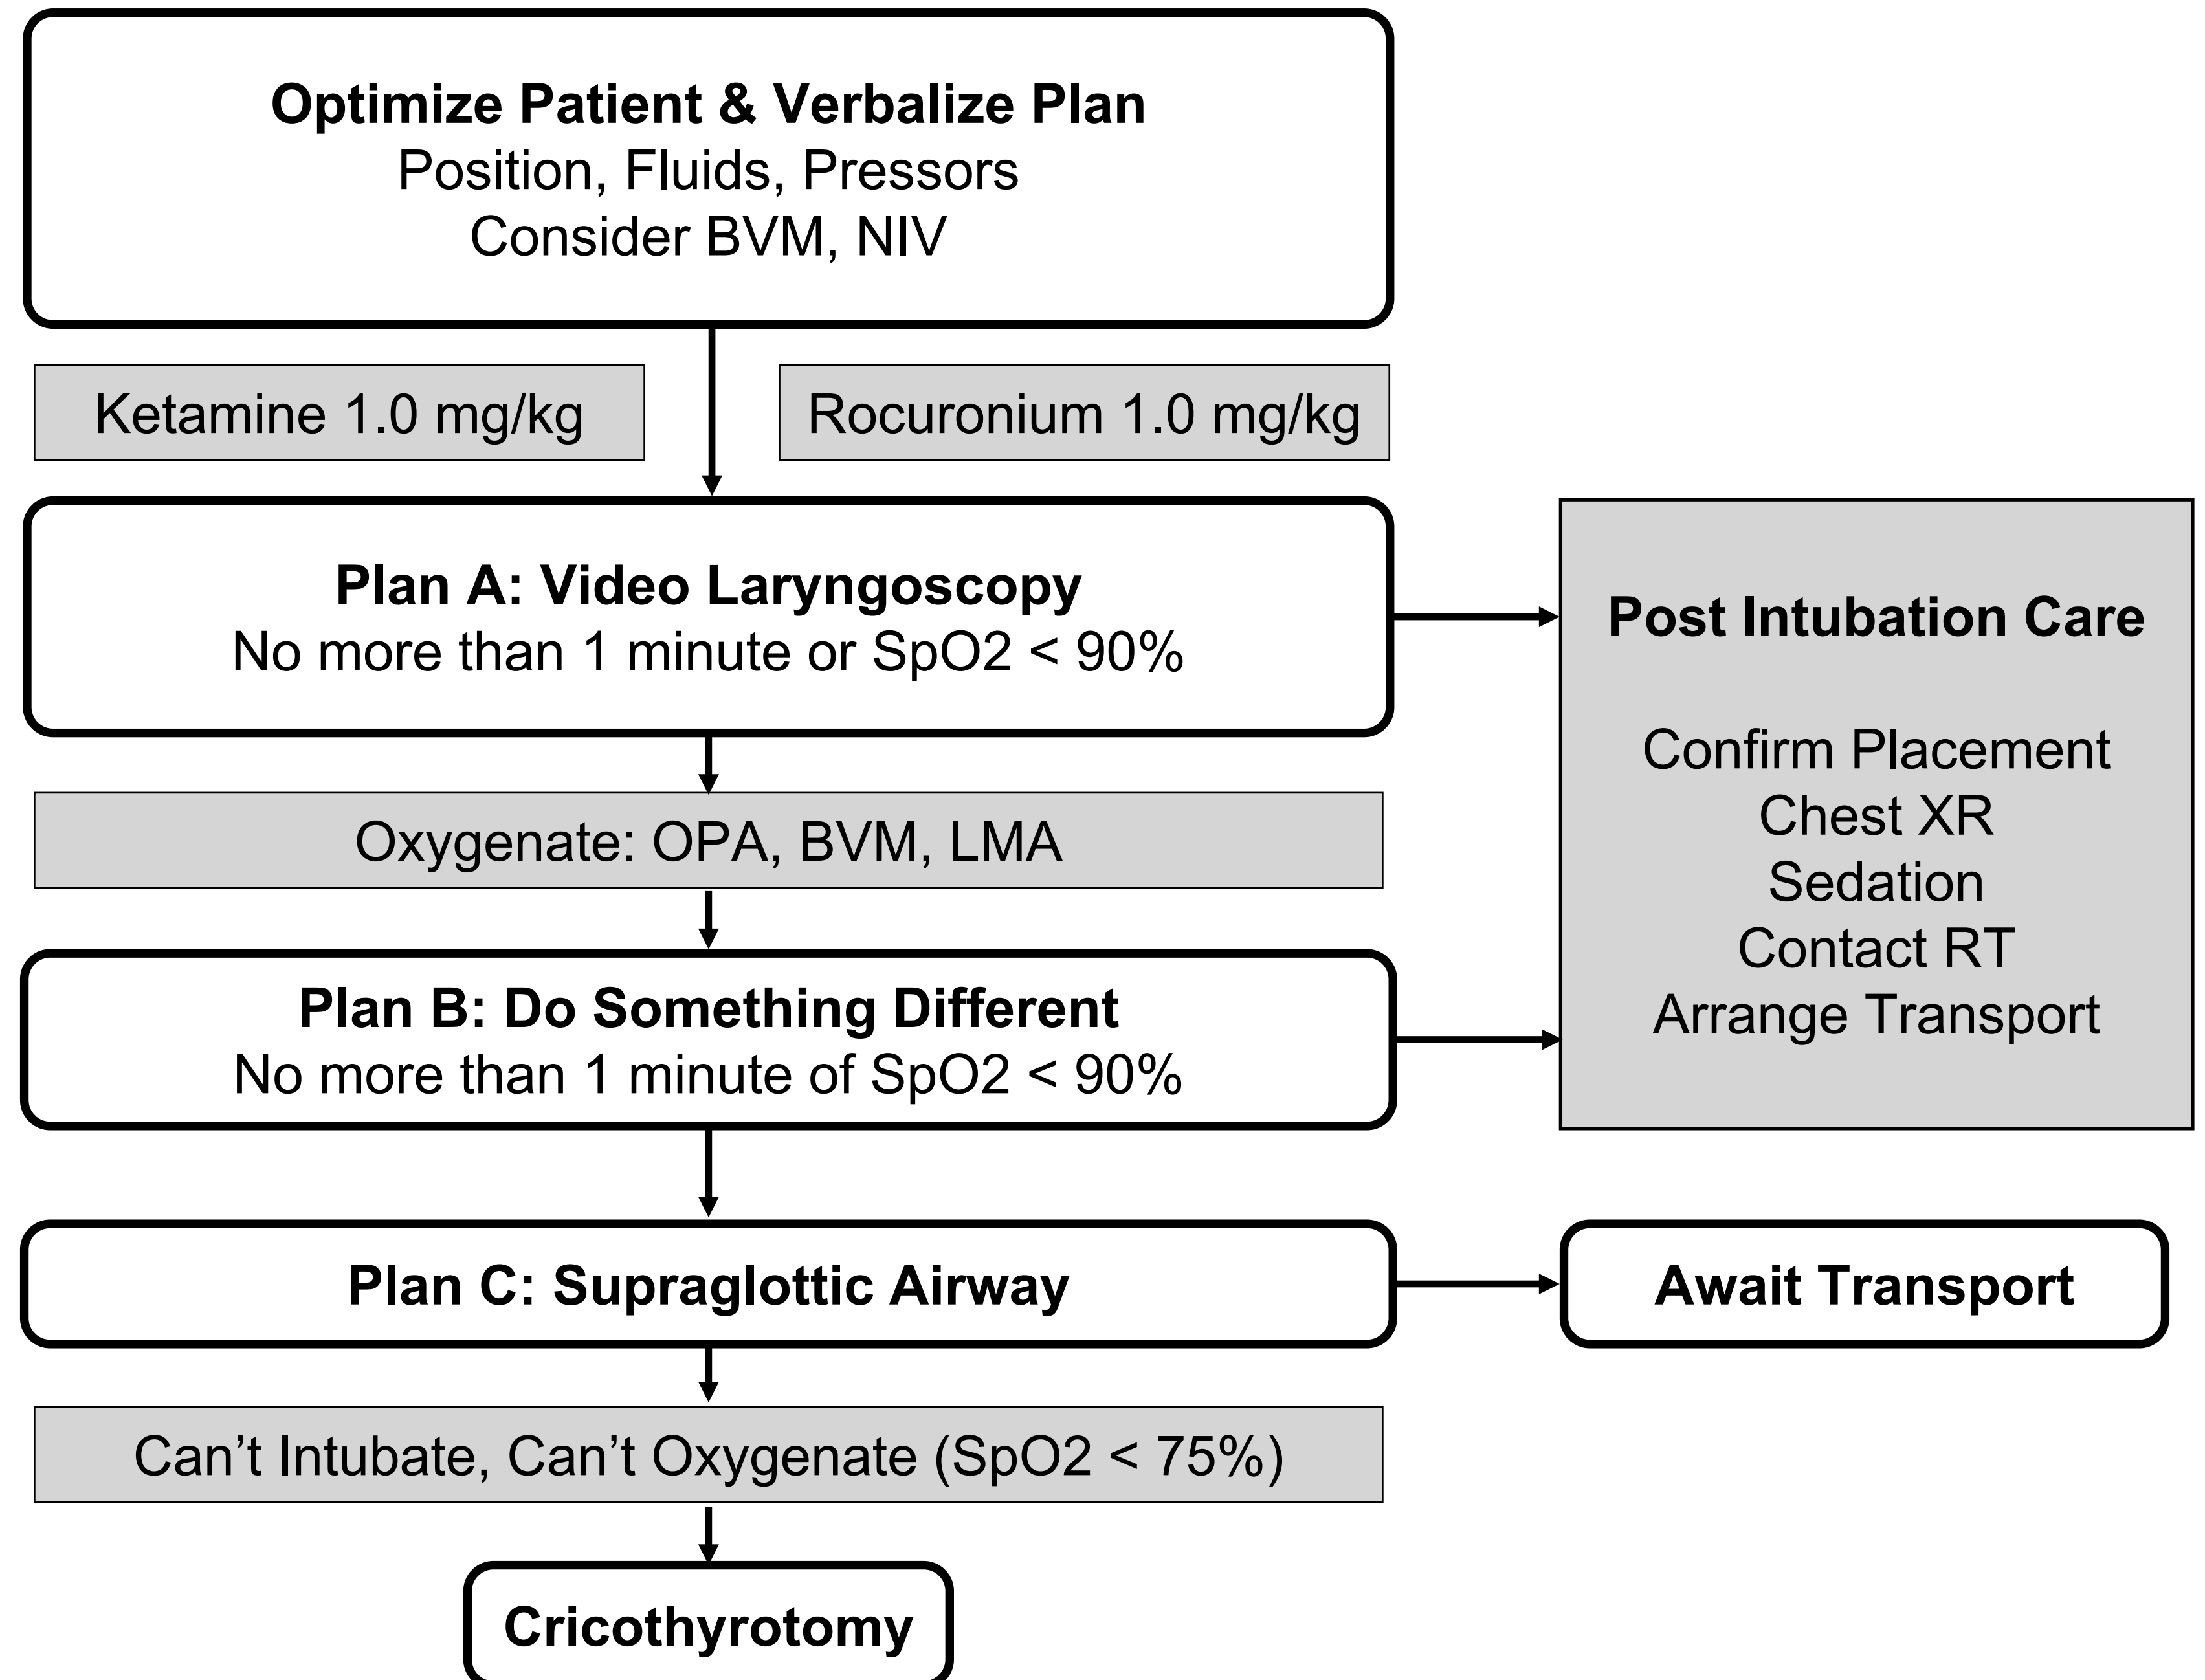 Optimize Patient & Verbalize Plan
Position, Fluids, Pressors
Consider BVM, NIV
Ketamine 1.0 mg/kg
Rocuronium 1.0 mg/kg
Plan A: Video Laryngoscopy
No more than 1 minute or SpO2 < 90%
Post Intubation Care
Confirm Placement
Chest XR
Sedation
Contact RT
Arrange Transport
Oxygenate: OPA, BVM, LMA
Plan B: Do Something Different
No more than 1 minute of SpO2 < 90%
Plan C: Supraglottic Airway
Await Transport
Can’t Intubate, Can’t Oxygenate (SpO2 < 75%)
Cricothyrotomy